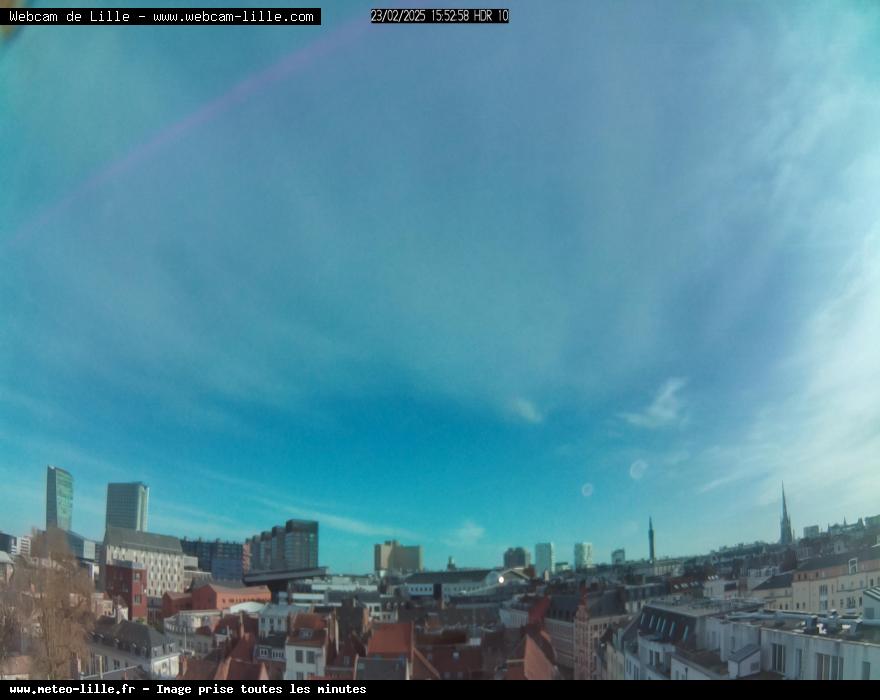 Webcam de Lille - www.webcam-lille.com
23/02/2025 15:52:58 HDR 10
www.meteo-lille.fr - Image prise toutes les minutes